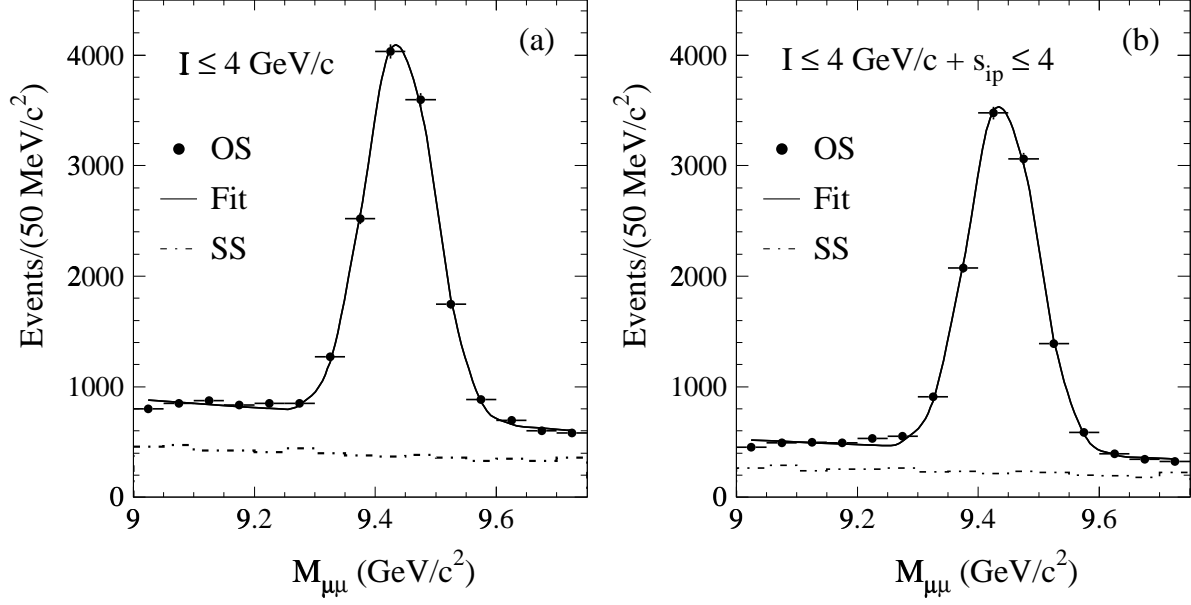 (a)
I ≤ 4 GeV/c
OS
Fit
SS
Events/(50 MeV/c²)
4000
3000
2000
1000
0
9
9.2
9.4
9.6
M_μμ (GeV/c²)
(b)
I ≤ 4 GeV/c + s_ip ≤ 4
OS
Fit
SS
Events/(50 MeV/c²)
4000
3000
2000
1000
0
9
9.2
9.4
9.6
M_μμ (GeV/c²)